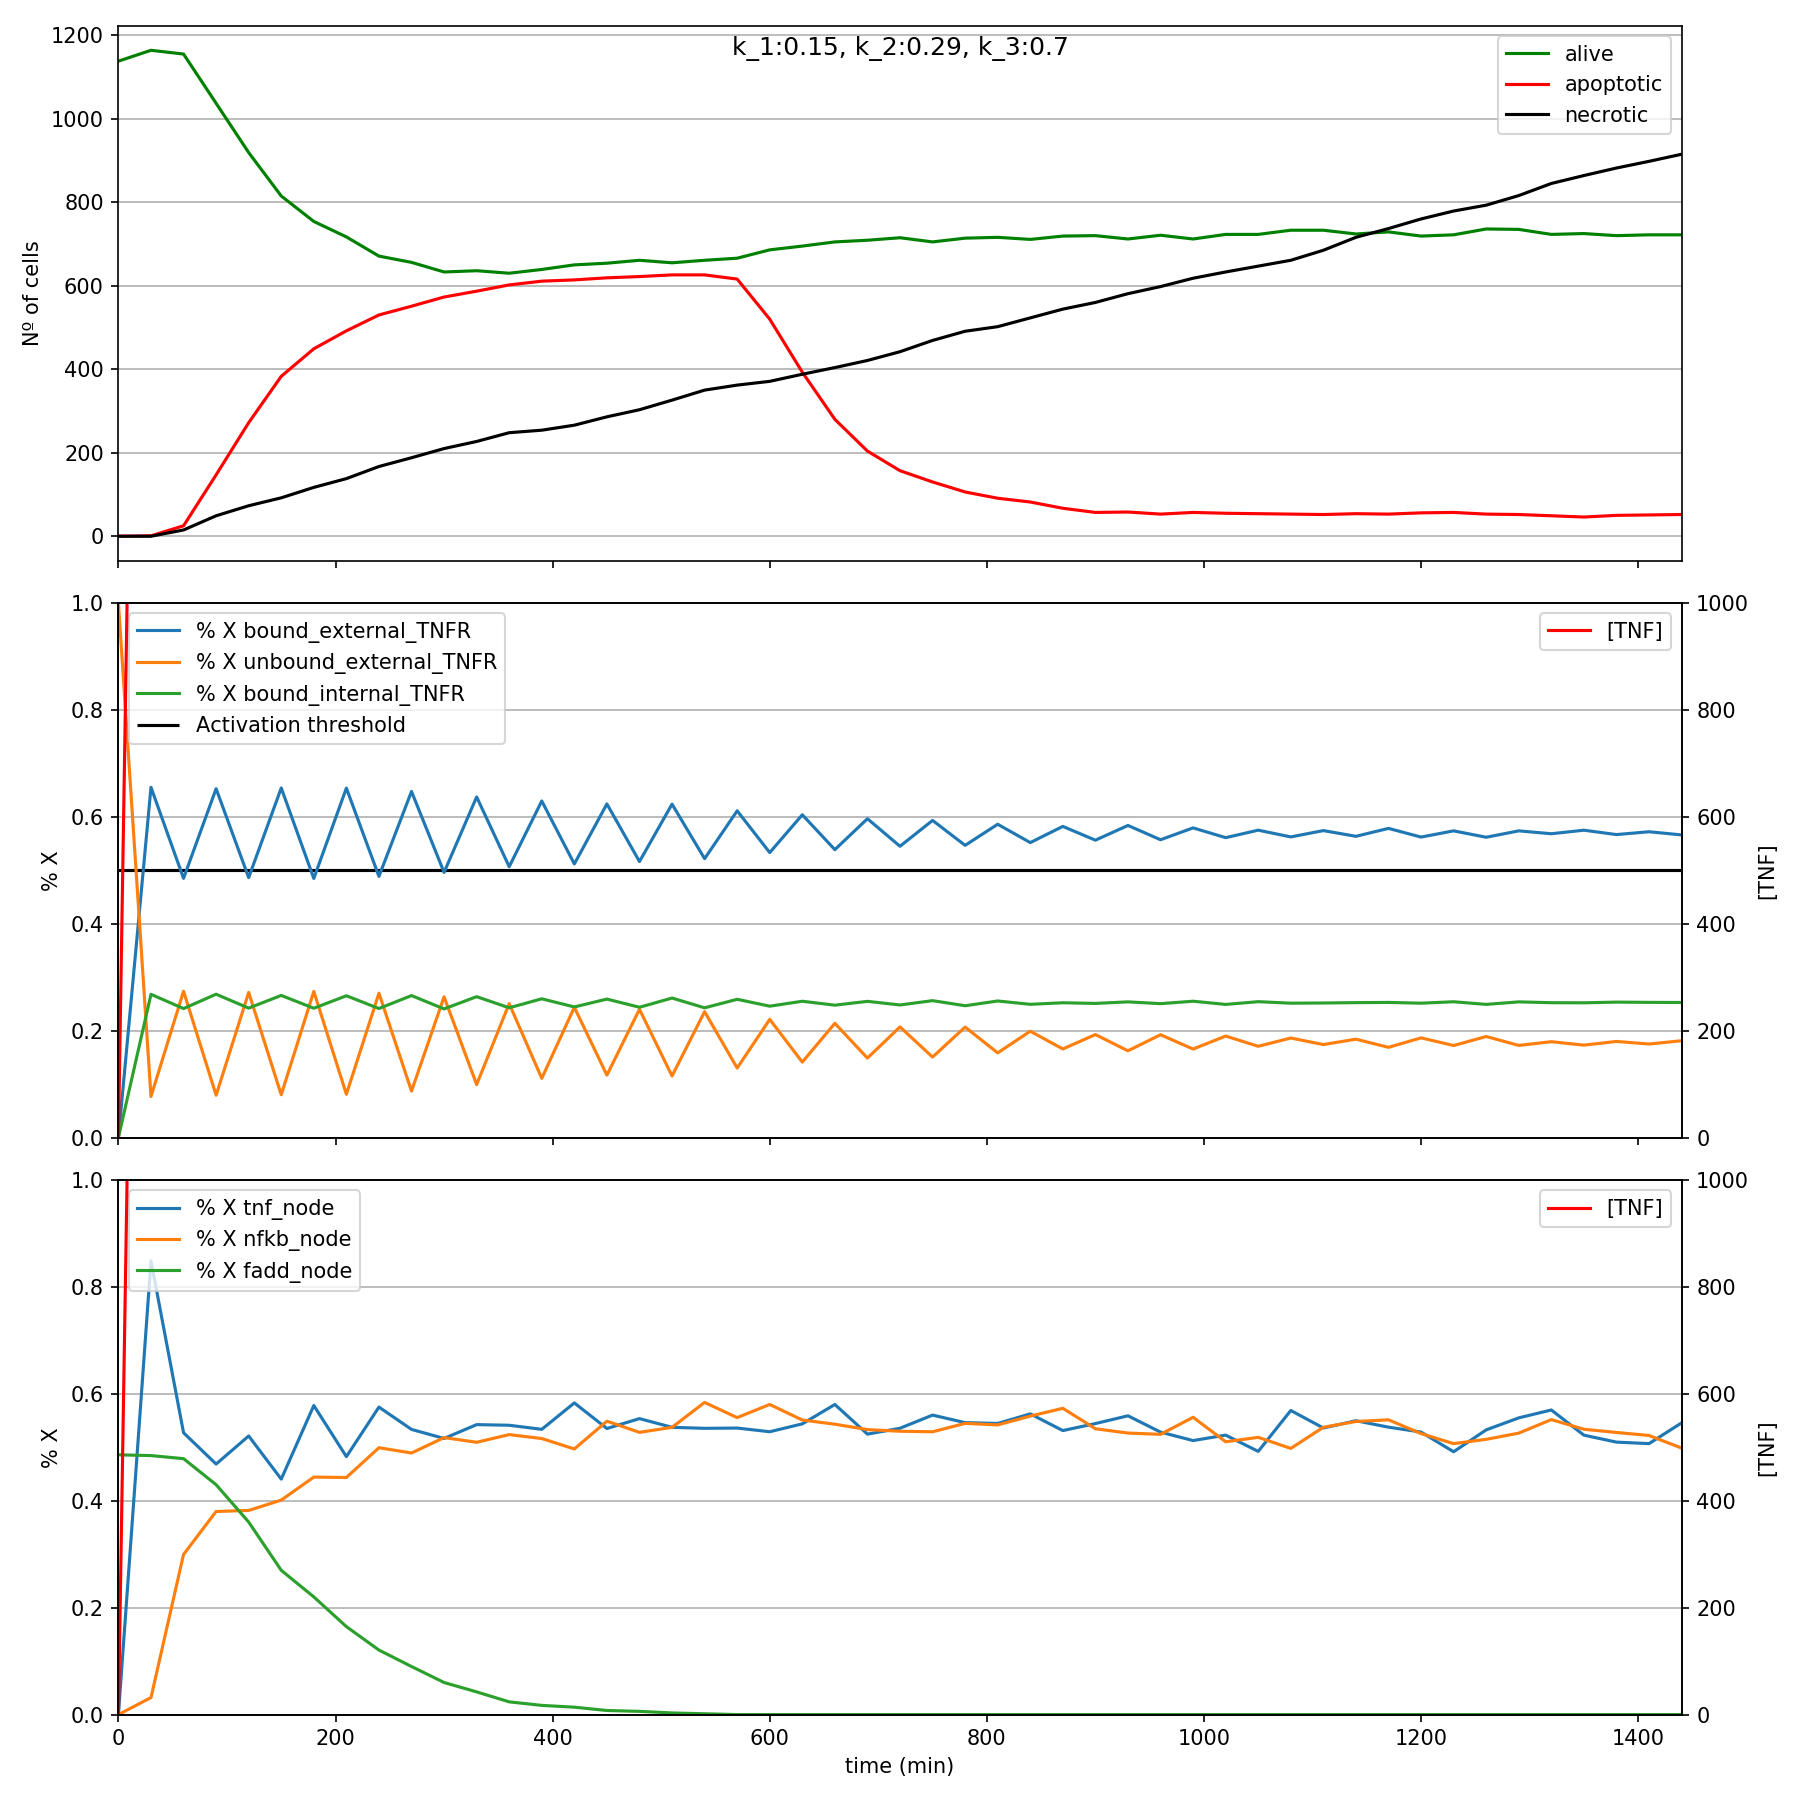 k_1:0.15, k_2:0.29, k_3:0.7
alive
apoptotic
necrotic
1200
1000
800
600
400
200
0
Nº of cells
% X bound_external_TNFR
% X unbound_external_TNFR
% X bound_internal_TNFR
Activation threshold
[TNF]
1.0
0.8
0.6
0.4
0.2
0.0
% X
1000
800
600
400
200
0
[TNF]
% X tnf_node
% X nfkb_node
% X fadd_node
[TNF]
1.0
0.8
0.6
0.4
0.2
0.0
% X
1000
800
600
400
200
0
[TNF]
0 200 400 600 800 1000 1200 1400
time (min)